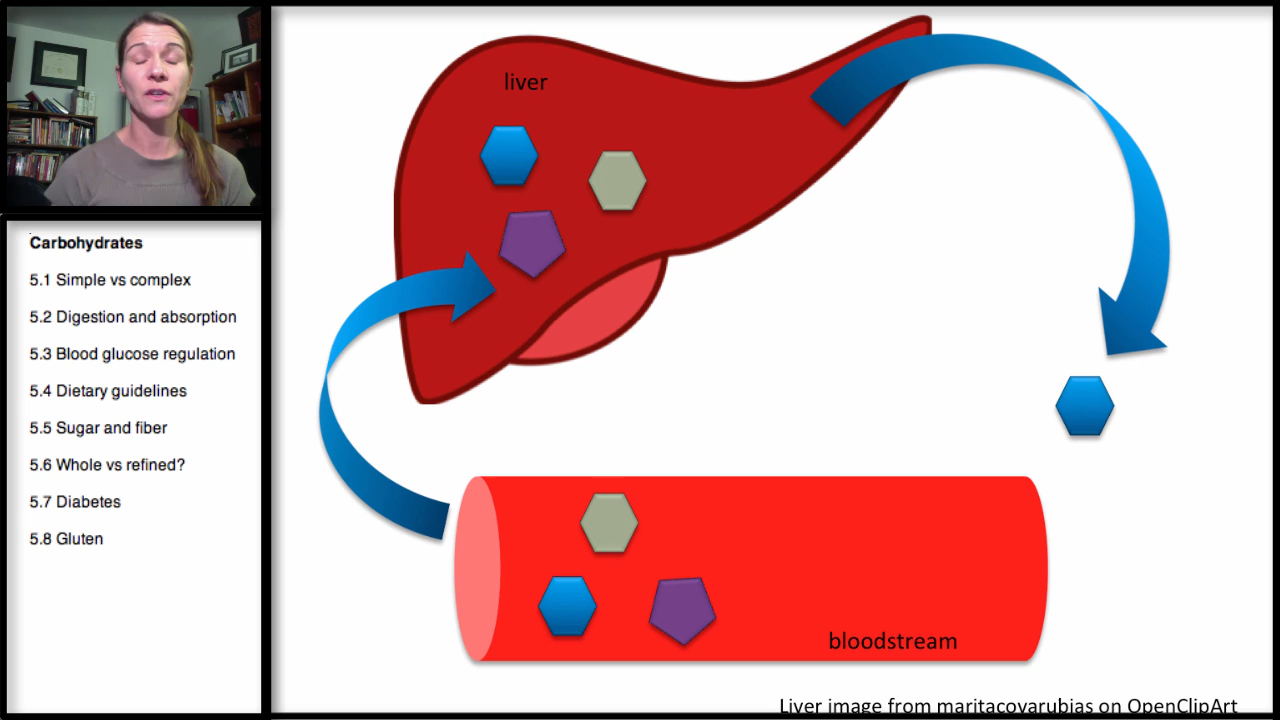 Carbohydrates
5.1 Simple vs complex
5.2 Digestion and absorption
5.3 Blood glucose regulation
5.4 Dietary guidelines
5.5 Sugar and fiber
5.6 Whole vs refined?
5.7 Diabetes
5.8 Gluten
liver
bloodstream
Liver image from maritacovarubias on OpenClipArt